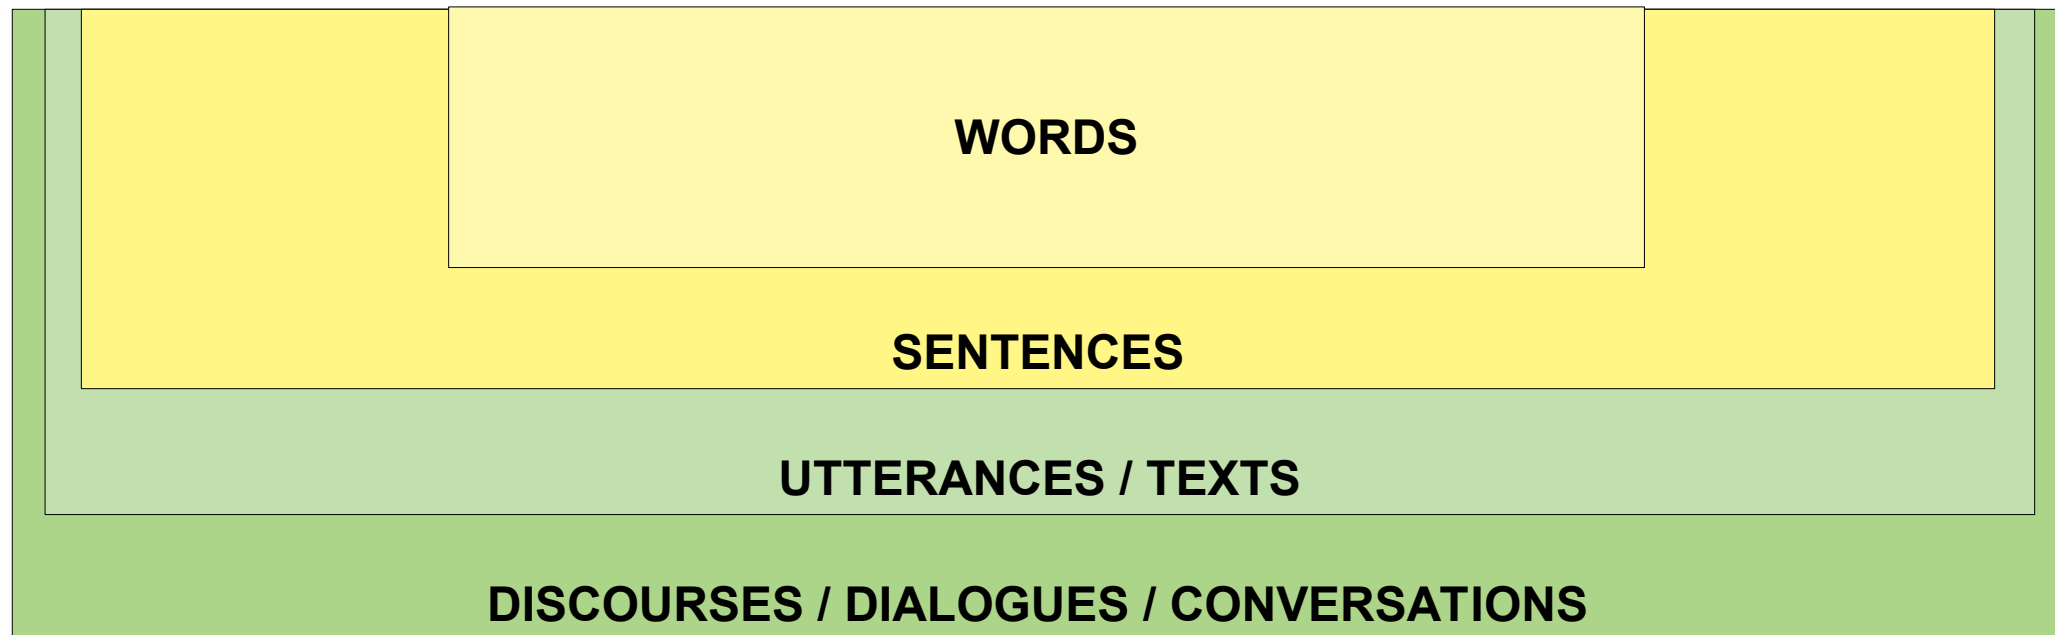 WORDS
SENTENCES
UTTERANCES / TEXTS
DISCOURSES / DIALOGUES / CONVERSATIONS